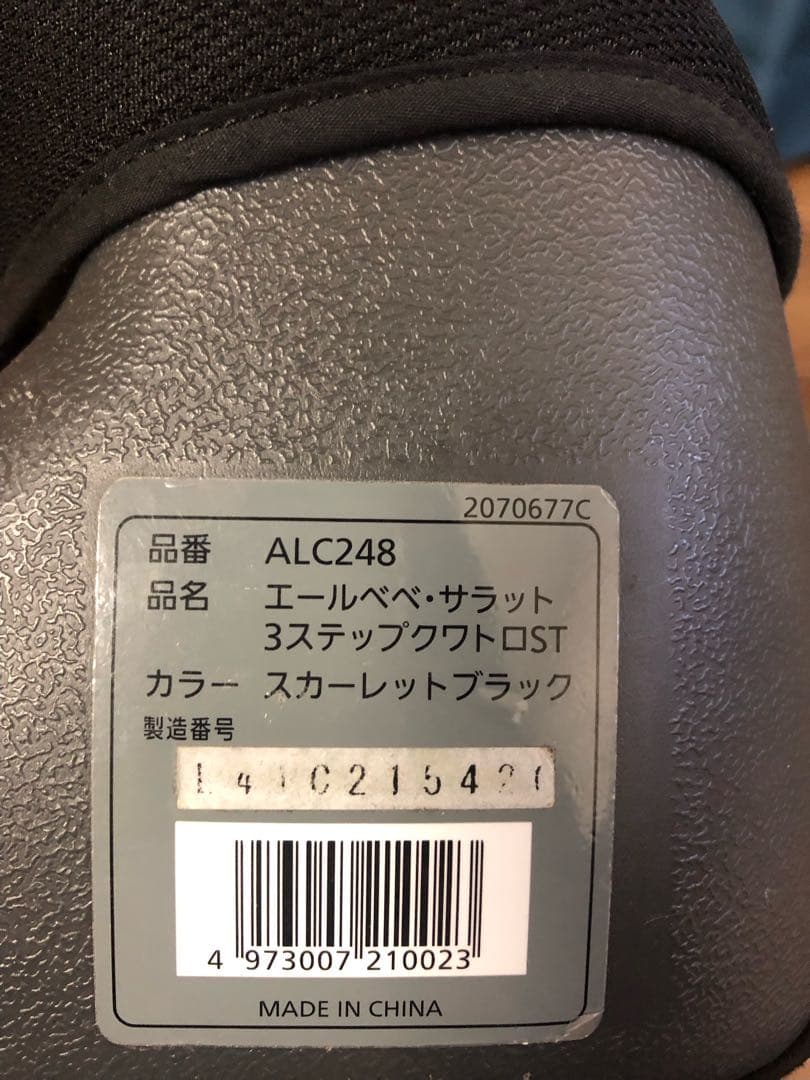 2070677C
品番 ALC248
品名 エールベベ・サラット
3ステップクワトロST
カラー スカーレットブラック
製造番号
4 973007 210023
MADE IN CHINA